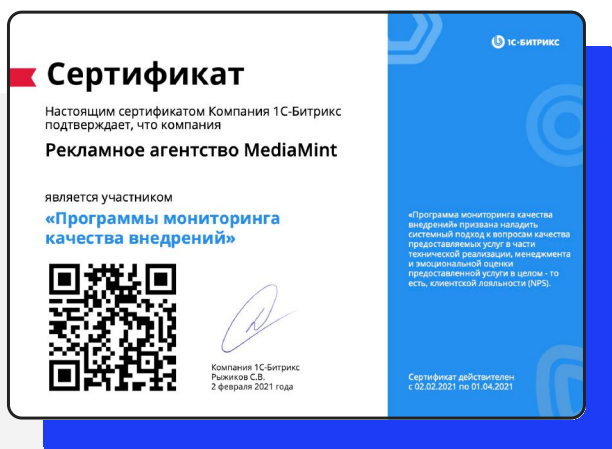 Сертификат
Настоящим сертификатом Компания 1С-Битрикс
подтверждает, что компания
Рекламное агентство MediaMint
является участником
«Программы мониторинга
качества внедрений»
Компания 1С-Битрикс
Рыжиков С.В.
2 февраля 2021 года
1С·БИТРИКС
«Программа мониторинга качества
внедрений» призвана наладить
системный подход к вопросам качества
предоставляемых услуг в части
технической реализации, менеджмента
и эмоциональной оценки
предоставленной услуги в целом - то
есть, клиентской лояльности (NPS).
Сертификат действителен
с 02.02.2021 по 01.04.2021